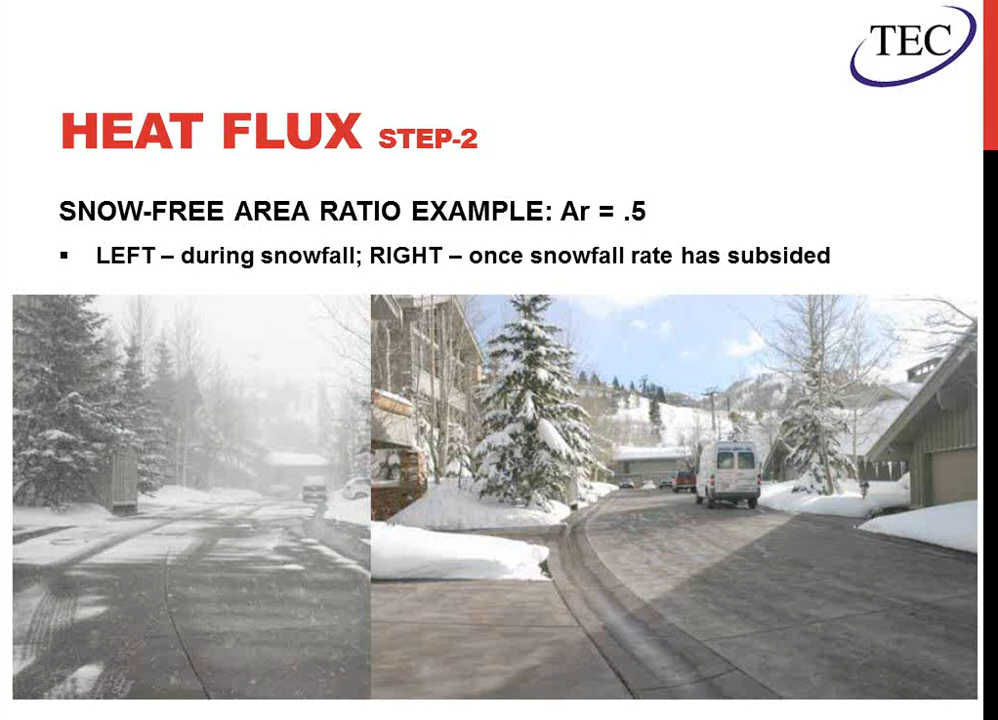 TEC
HEAT FLUX STEP-2
SNOW-FREE AREA RATIO EXAMPLE: Ar = .5
▪ LEFT – during snowfall; RIGHT – once snowfall rate has subsided